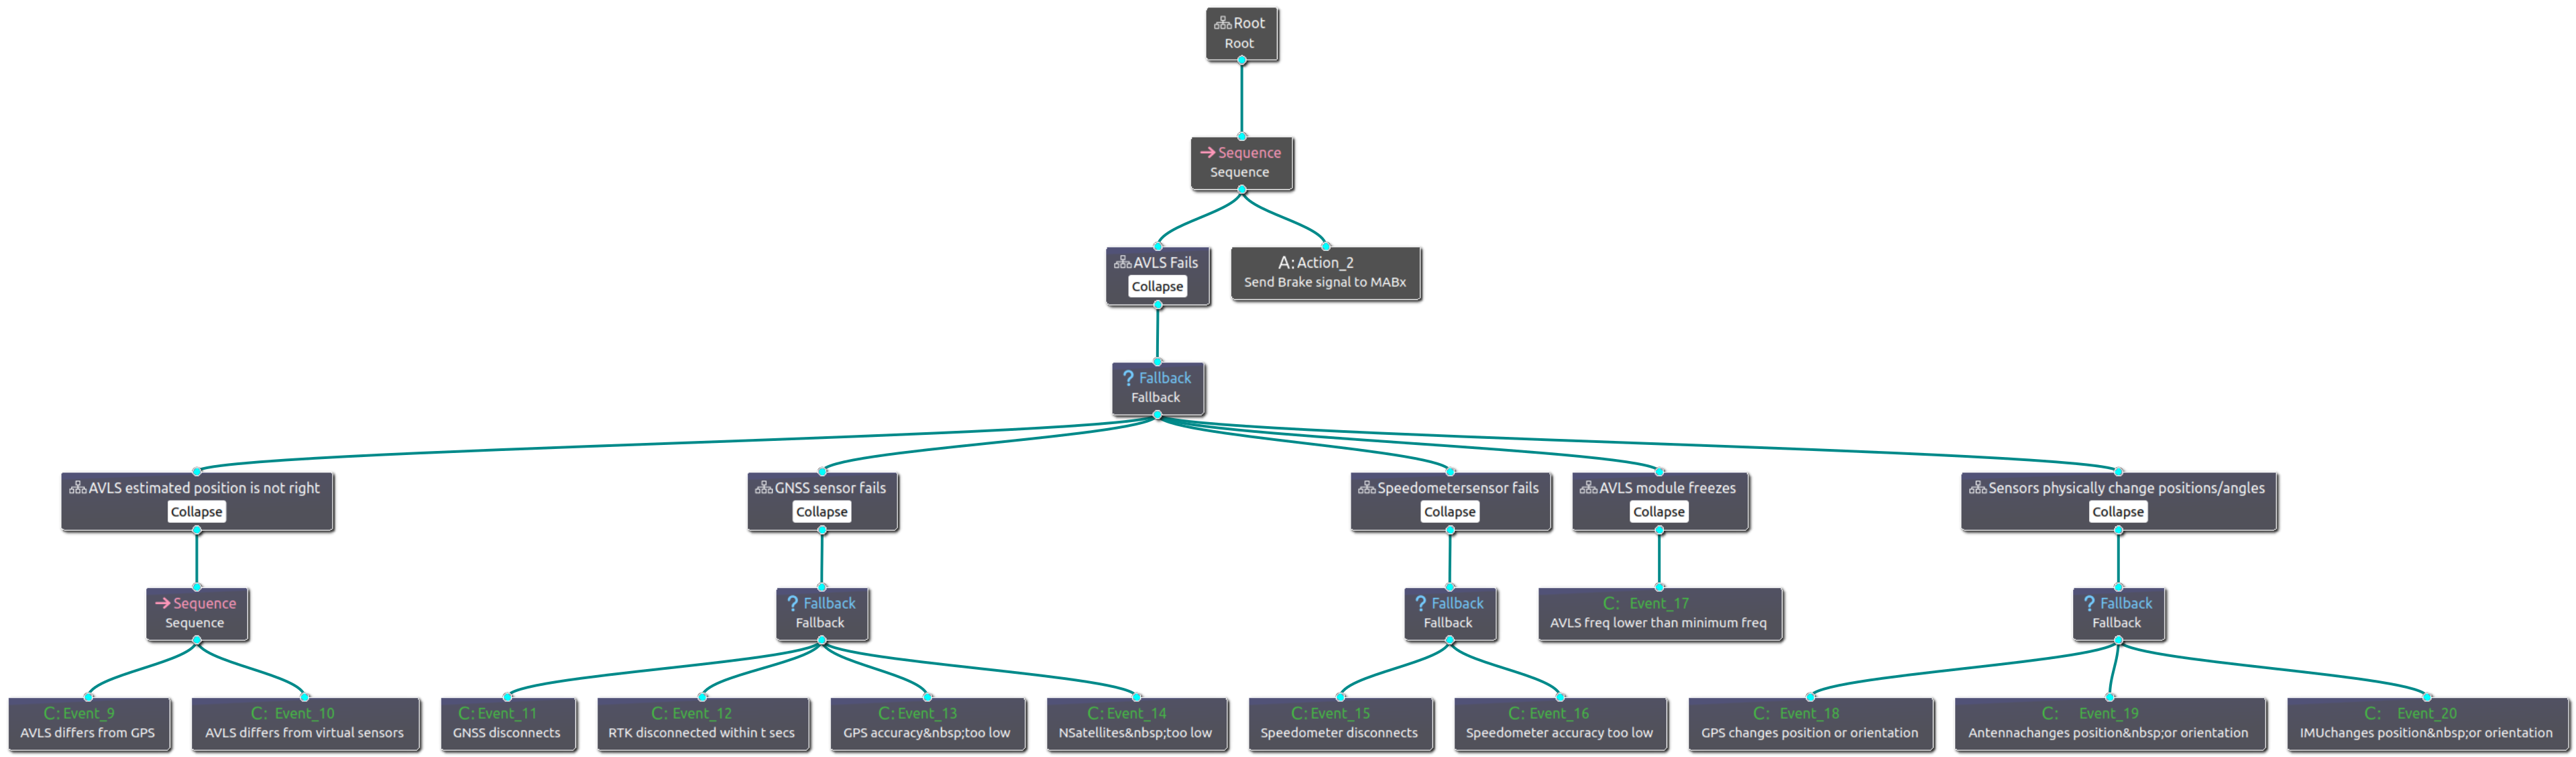 Root
Root
Sequence
Sequence
AVLS Fails
Collapse
A: Action_2
Send Brake signal to MABx
? Fallback
Fallback
AVLS estimated position is not right
Collapse
GNSS sensor fails
Collapse
Speedometersensor fails
Collapse
AVLS module freezes
Collapse
Sensors physically change positions/angles
Collapse
Sequence
Sequence
? Fallback
Fallback
? Fallback
Fallback
C: Event_17
AVLS freq lower than minimum freq
? Fallback
Fallback
C: Event_9
AVLS differs from GPS
C: Event_10
AVLS differs from virtual sensors
C: Event_11
GNSS disconnects
C: Event_12
RTK disconnected within t secs
C: Event_13
GPS accuracy&nbsp;too low
C: Event_14
NSatellites&nbsp;too low
C: Event_15
Speedometer disconnects
C: Event_16
Speedometer accuracy too low
C: Event_18
GPS changes position or orientation
C: Event_19
Antennachanges position&nbsp;or orientation
C: Event_20
IMUchanges position&nbsp;or orientation